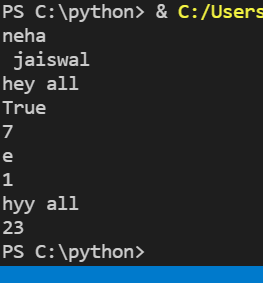 PS C:\python> & C:/Users
neha
 jaiswal
hey all
True
7
e
1
hyy all
23
PS C:\python>